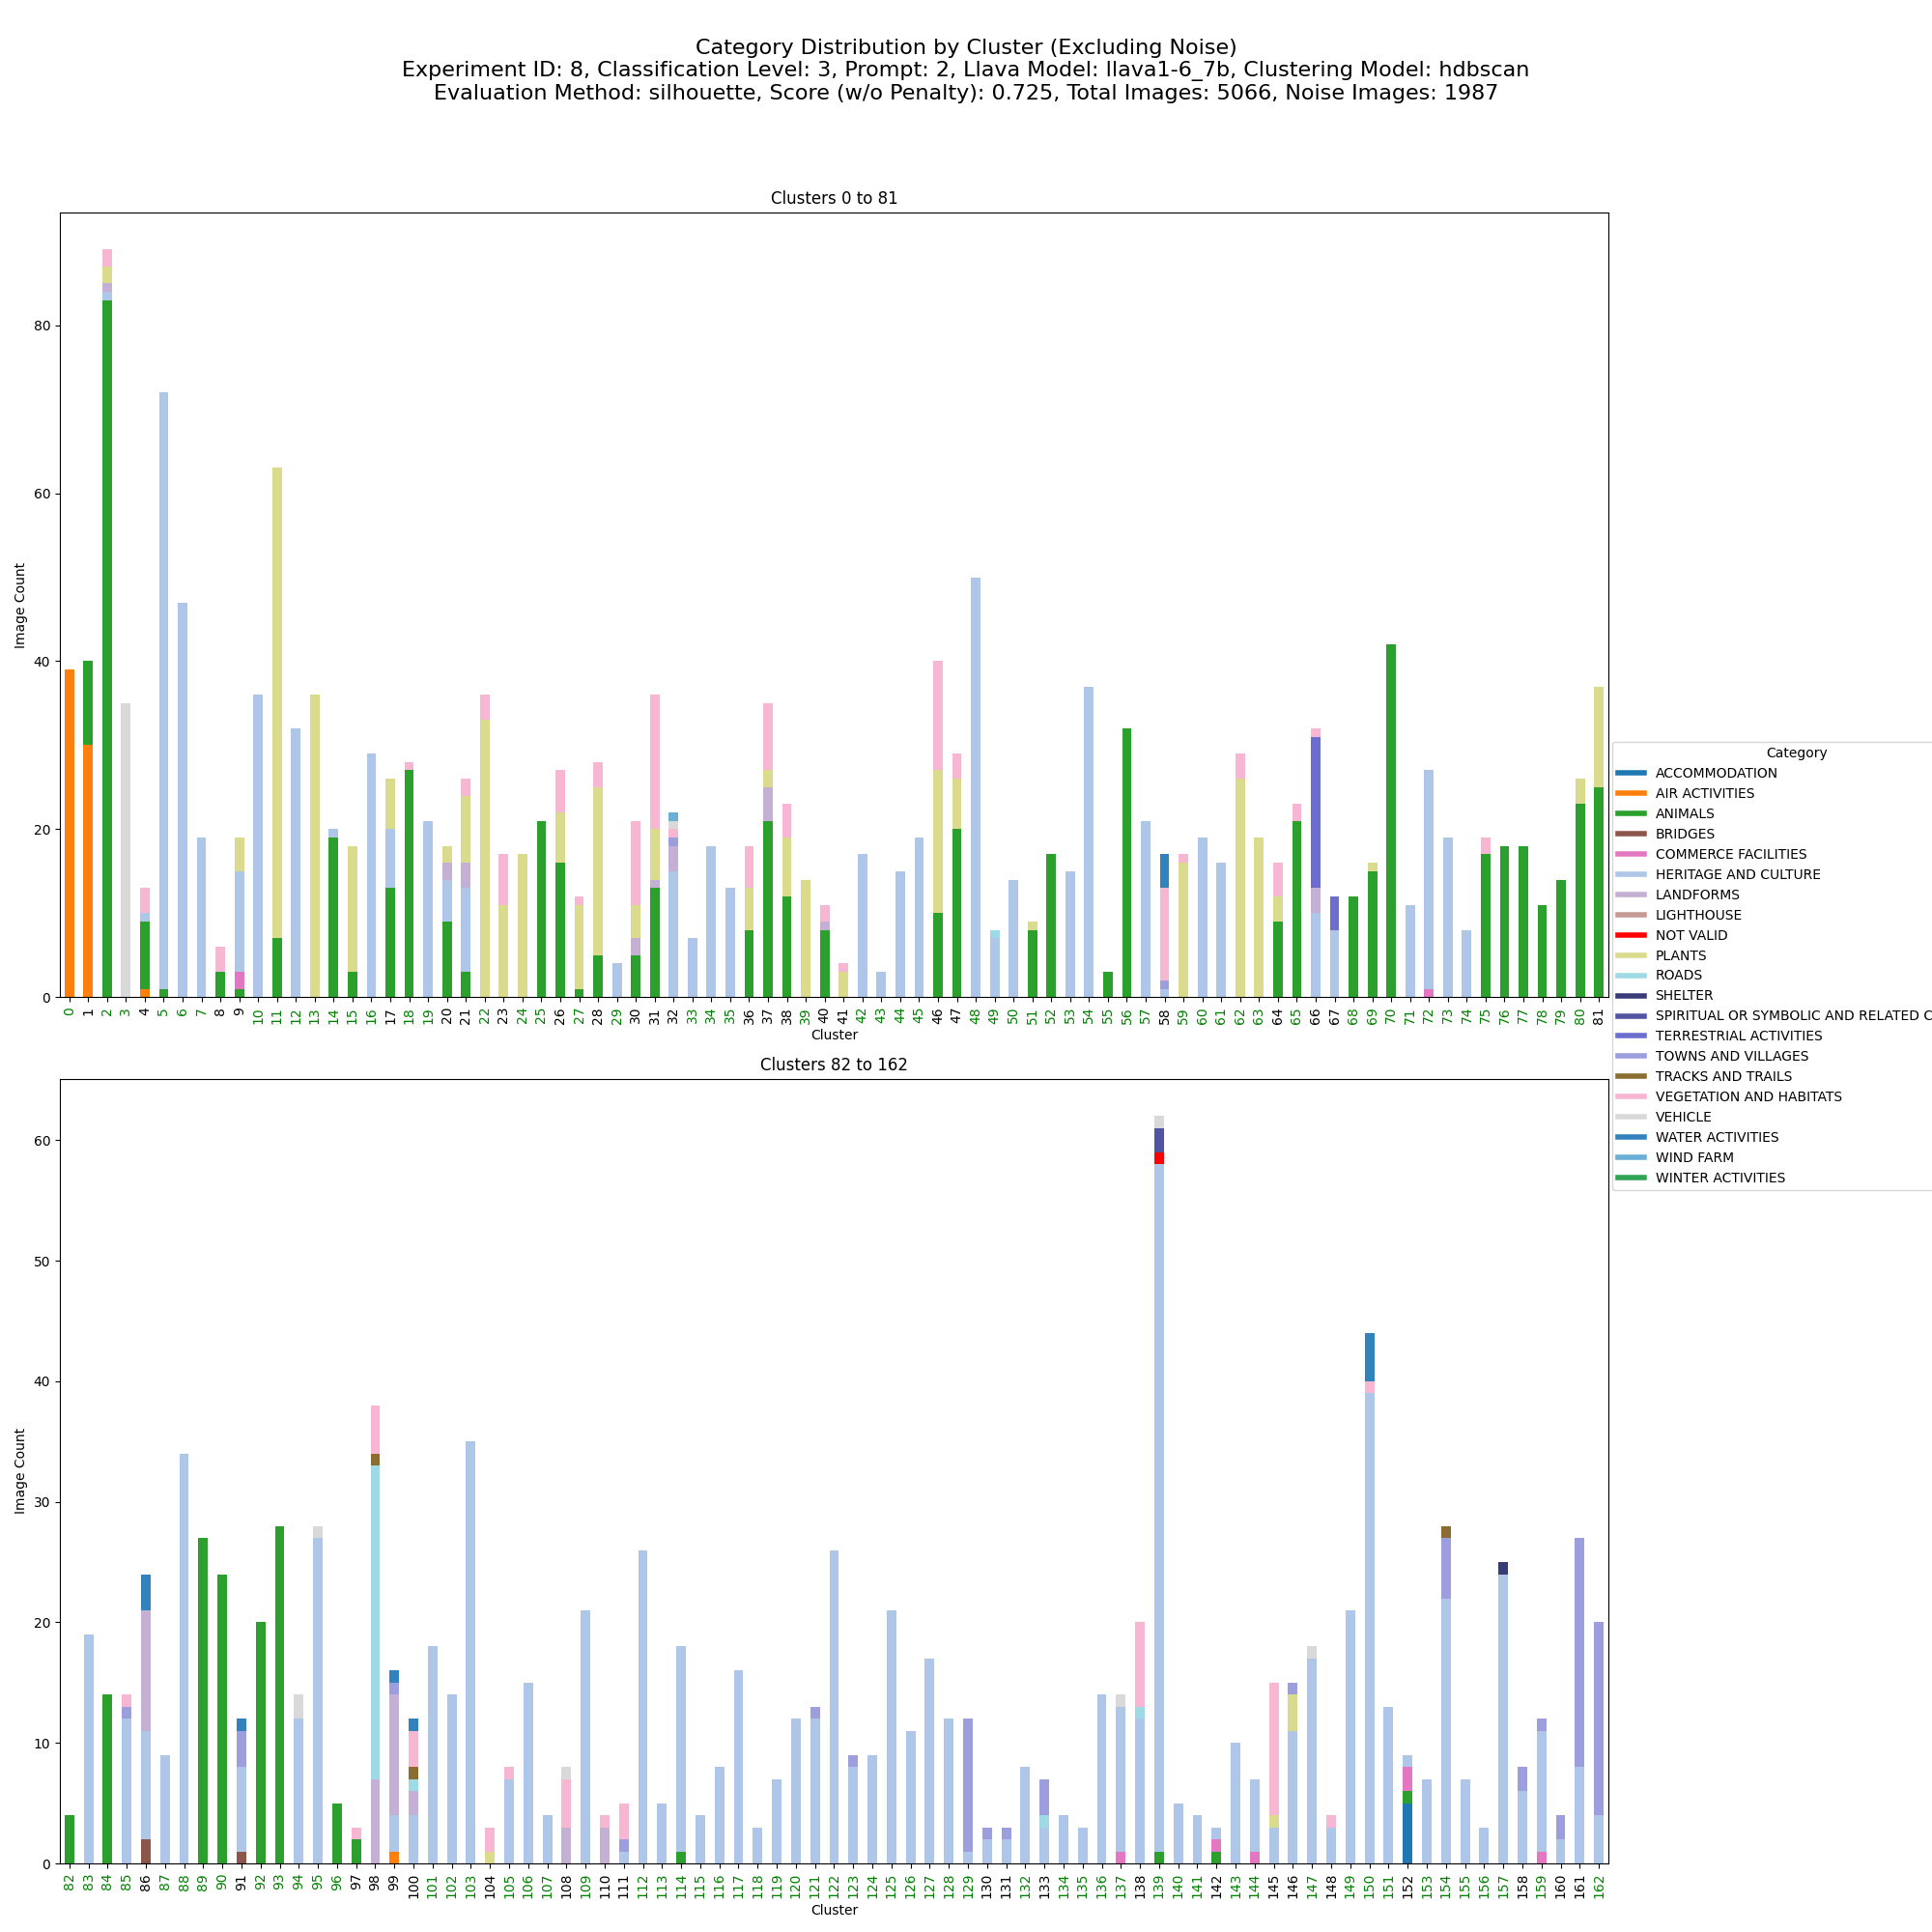 Category Distribution by Cluster (Excluding Noise)
Experiment ID: 8, Classification Level: 3, Prompt: 2, Llava Model: llava1-6_7b, Clustering Model: hdbscan
Evaluation Method: silhouette, Score (w/o Penalty): 0.725, Total Images: 5066, Noise Images: 1987
Clusters 0 to 81
80
60
40
20
0
Image Count
0 1 2 3 4 5 6 7 8 9 10 11 12 13 14 15 16 17 18 19 20 21 22 23 24 25 26 27 28 29 30 31 32 33 34 35 36 37 38 39 40 41 42 43 44 45 46 47 48 49 50 51 52 53 54 55 56 57 58 59 60 61 62 63 64 65 66 67 68 69 70 71 72 73 74 75 76 77 78 79 80 81
Cluster
Category
ACCOMMODATION
AIR ACTIVITIES
ANIMALS
BRIDGES
COMMERCE FACILITIES
HERITAGE AND CULTURE
LANDFORMS
LIGHTHOUSE
NOT VALID
PLANTS
ROADS
SHELTER
SPIRITUAL OR SYMBOLIC AND RELATED C
TERRESTRIAL ACTIVITIES
TOWNS AND VILLAGES
TRACKS AND TRAILS
VEGETATION AND HABITATS
VEHICLE
WATER ACTIVITIES
WIND FARM
WINTER ACTIVITIES
Clusters 82 to 162
60
50
40
30
20
10
0
Image Count
82 83 84 85 86 87 88 89 90 91 92 93 94 95 96 97 98 99 100 101 102 103 104 105 106 107 108 109 110 111 112 113 114 115 116 117 118 119 120 121 122 123 124 125 126 127 128 129 130 131 132 133 134 135 136 137 138 139 140 141 142 143 144 145 146 147 148 149 150 151 152 153 154 155 156 157 158 159 160 161 162
Cluster